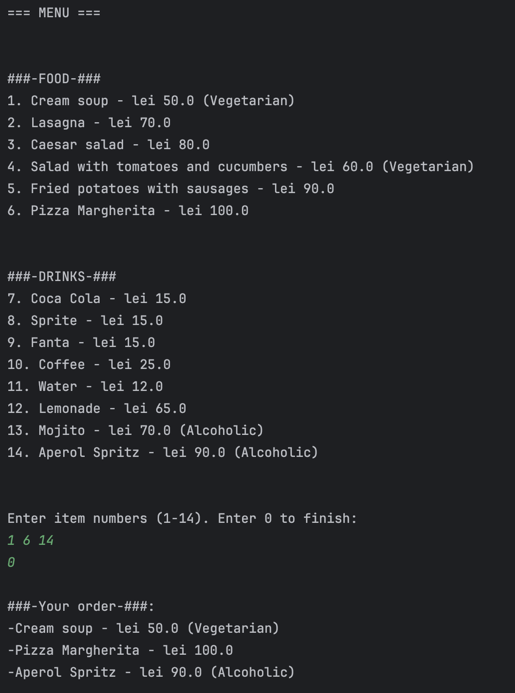 === MENU ===
###-FOOD-###
1. Cream soup - lei 50.0 (Vegetarian)
2. Lasagna - lei 70.0
3. Caesar salad - lei 80.0
4. Salad with tomatoes and cucumbers - lei 60.0 (Vegetarian)
5. Fried potatoes with sausages - lei 90.0
6. Pizza Margherita - lei 100.0
###-DRINKS-###
7. Coca Cola - lei 15.0
8. Sprite - lei 15.0
9. Fanta - lei 15.0
10. Coffee - lei 25.0
11. Water - lei 12.0
12. Lemonade - lei 65.0
13. Mojito - lei 70.0 (Alcoholic)
14. Aperol Spritz - lei 90.0 (Alcoholic)
Enter item numbers (1-14). Enter 0 to finish:
1 6 14
0
###-Your order-###:
-Cream soup - lei 50.0 (Vegetarian)
-Pizza Margherita - lei 100.0
-Aperol Spritz - lei 90.0 (Alcoholic)